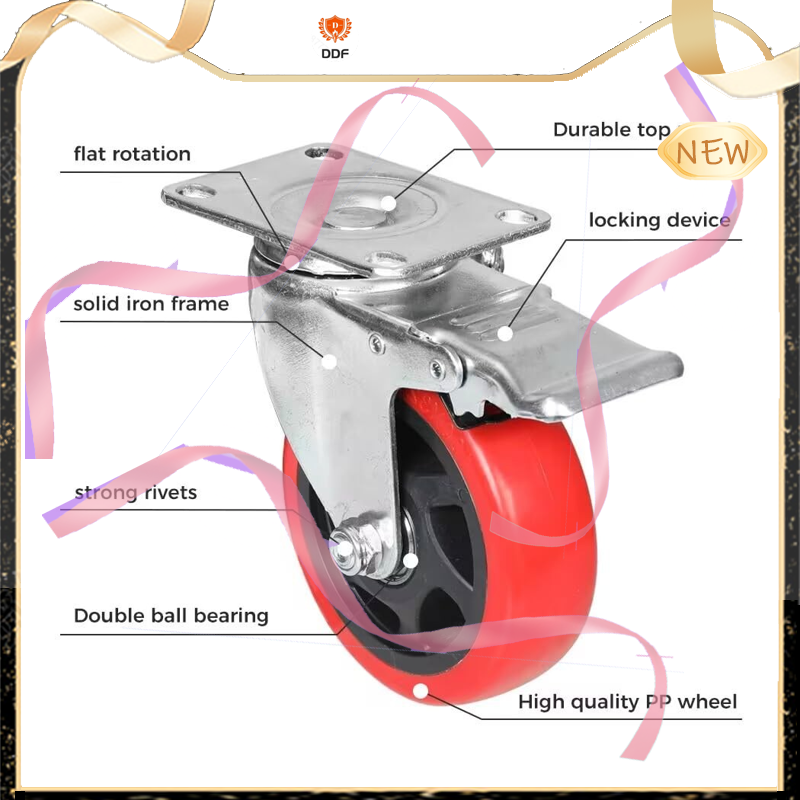 DDF
Durable top
NEW
flat rotation
locking device
solid iron frame
strong rivets
Double ball bearing
High quality PP wheel